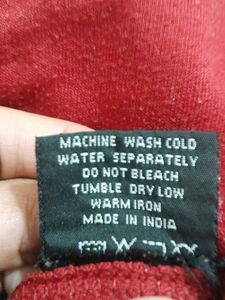 MACHINE WASH COLD
WATER SEPARATELY
DO NOT BLEACH
TUMBLE DRY LOW
WARM IRON
MADE IN INDIA